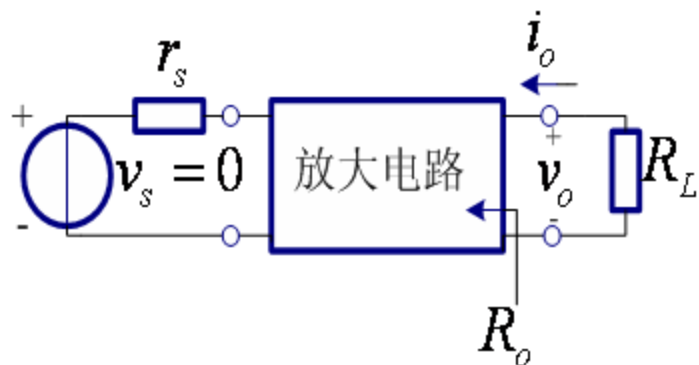 i_o
r_s
+
+
v_s = 0
放大电路
v_o
R_L
-
-
R_o